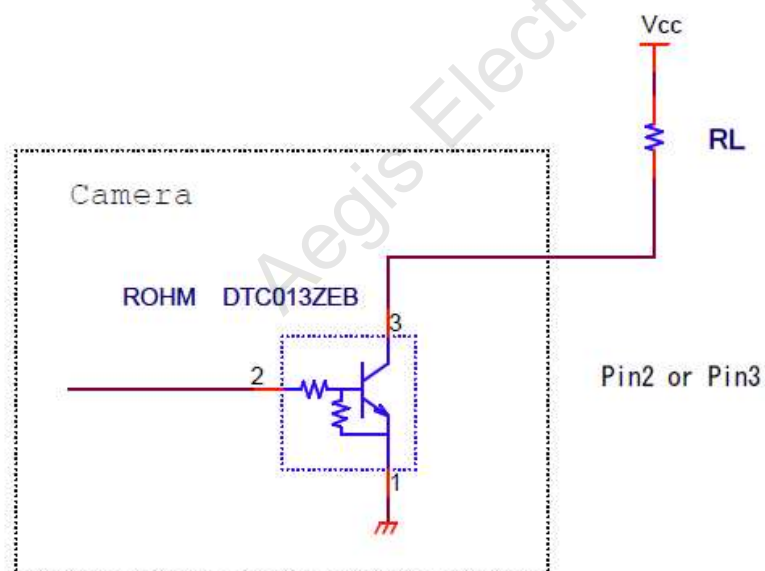 Vcc
RL
Camera
ROHM DTC013ZEB
3
2
Pin2 or Pin3
1
Aegis Electr